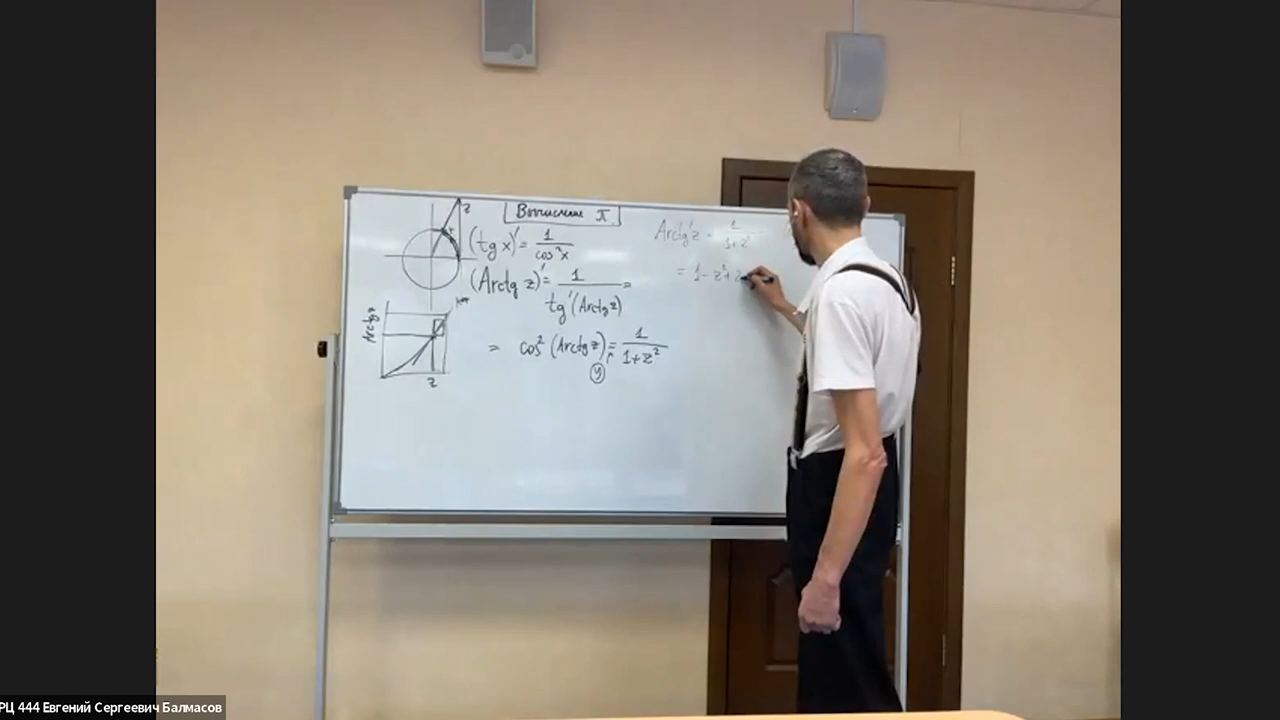 Вычисление π
z
(tg x)' = 1/cos²x
(Arctg z)' = 1/tg'(Arctg z) =
= cos²(Arctg z) = 1/1+z²
y
Arctg z
z
Arctg'z = 1/1+z²
= 1 - z² + z
РЦ 444 Евгений Сергеевич Балмасов